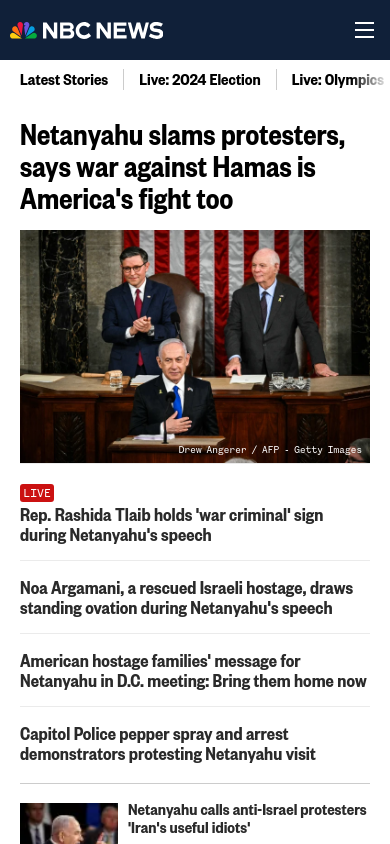 NBC NEWS
Latest Stories
Live: 2024 Election
Live: Olympics
Netanyahu slams protesters,
says war against Hamas is
America's fight too
Drew Angerer / AFP - Getty Images
LIVE
Rep. Rashida Tlaib holds 'war criminal' sign
during Netanyahu's speech
Noa Argamani, a rescued Israeli hostage, draws
standing ovation during Netanyahu's speech
American hostage families' message for
Netanyahu in D.C. meeting: Bring them home now
Capitol Police pepper spray and arrest
demonstrators protesting Netanyahu visit
Netanyahu calls anti-Israel protesters
'Iran's useful idiots'